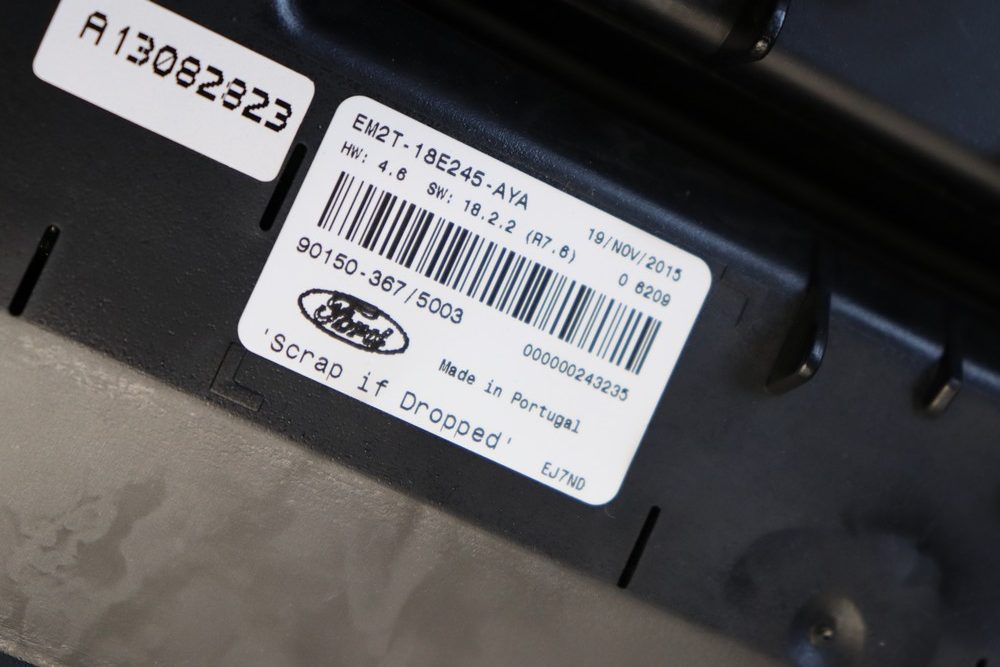 A13082823
EM2T-18E245-AYA
HW: 4.6 SW: 18.2.2 (R7.6) 19/NOV/2015
0 6209
90150-367/5003
000000243235
Ford
Made in Portugal
'Scrap if Dropped'
EJ7ND